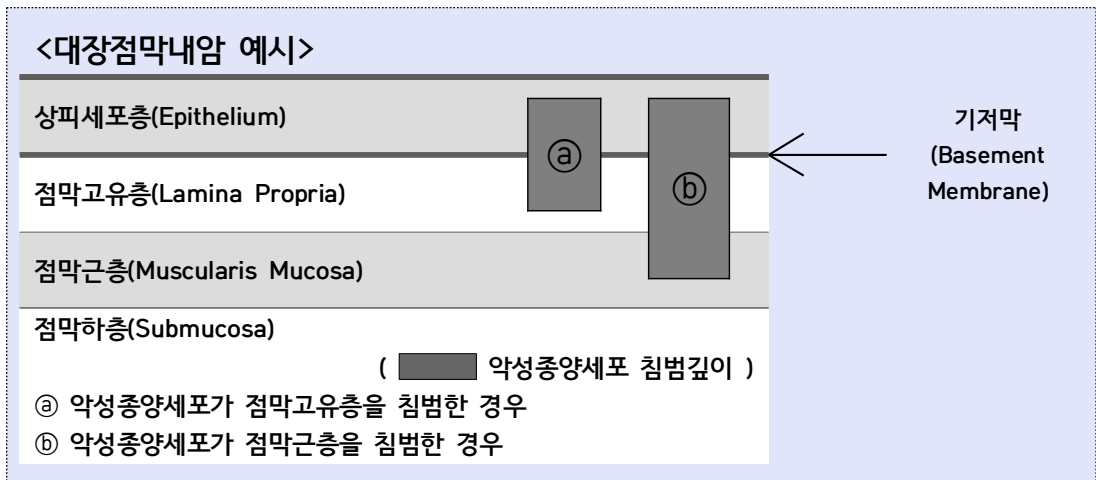 <대장점막내암 예시>
상피세포층(Epithelium)
ⓐ
기저막
(Basement
Membrane)
점막고유층(Lamina Propria)
ⓑ
점막근층(Muscularis Mucosa)
점막하층(Submucosa)
( 악성종양세포 침범깊이 )
ⓐ 악성종양세포가 점막고유층을 침범한 경우
ⓑ 악성종양세포가 점막근층을 침범한 경우